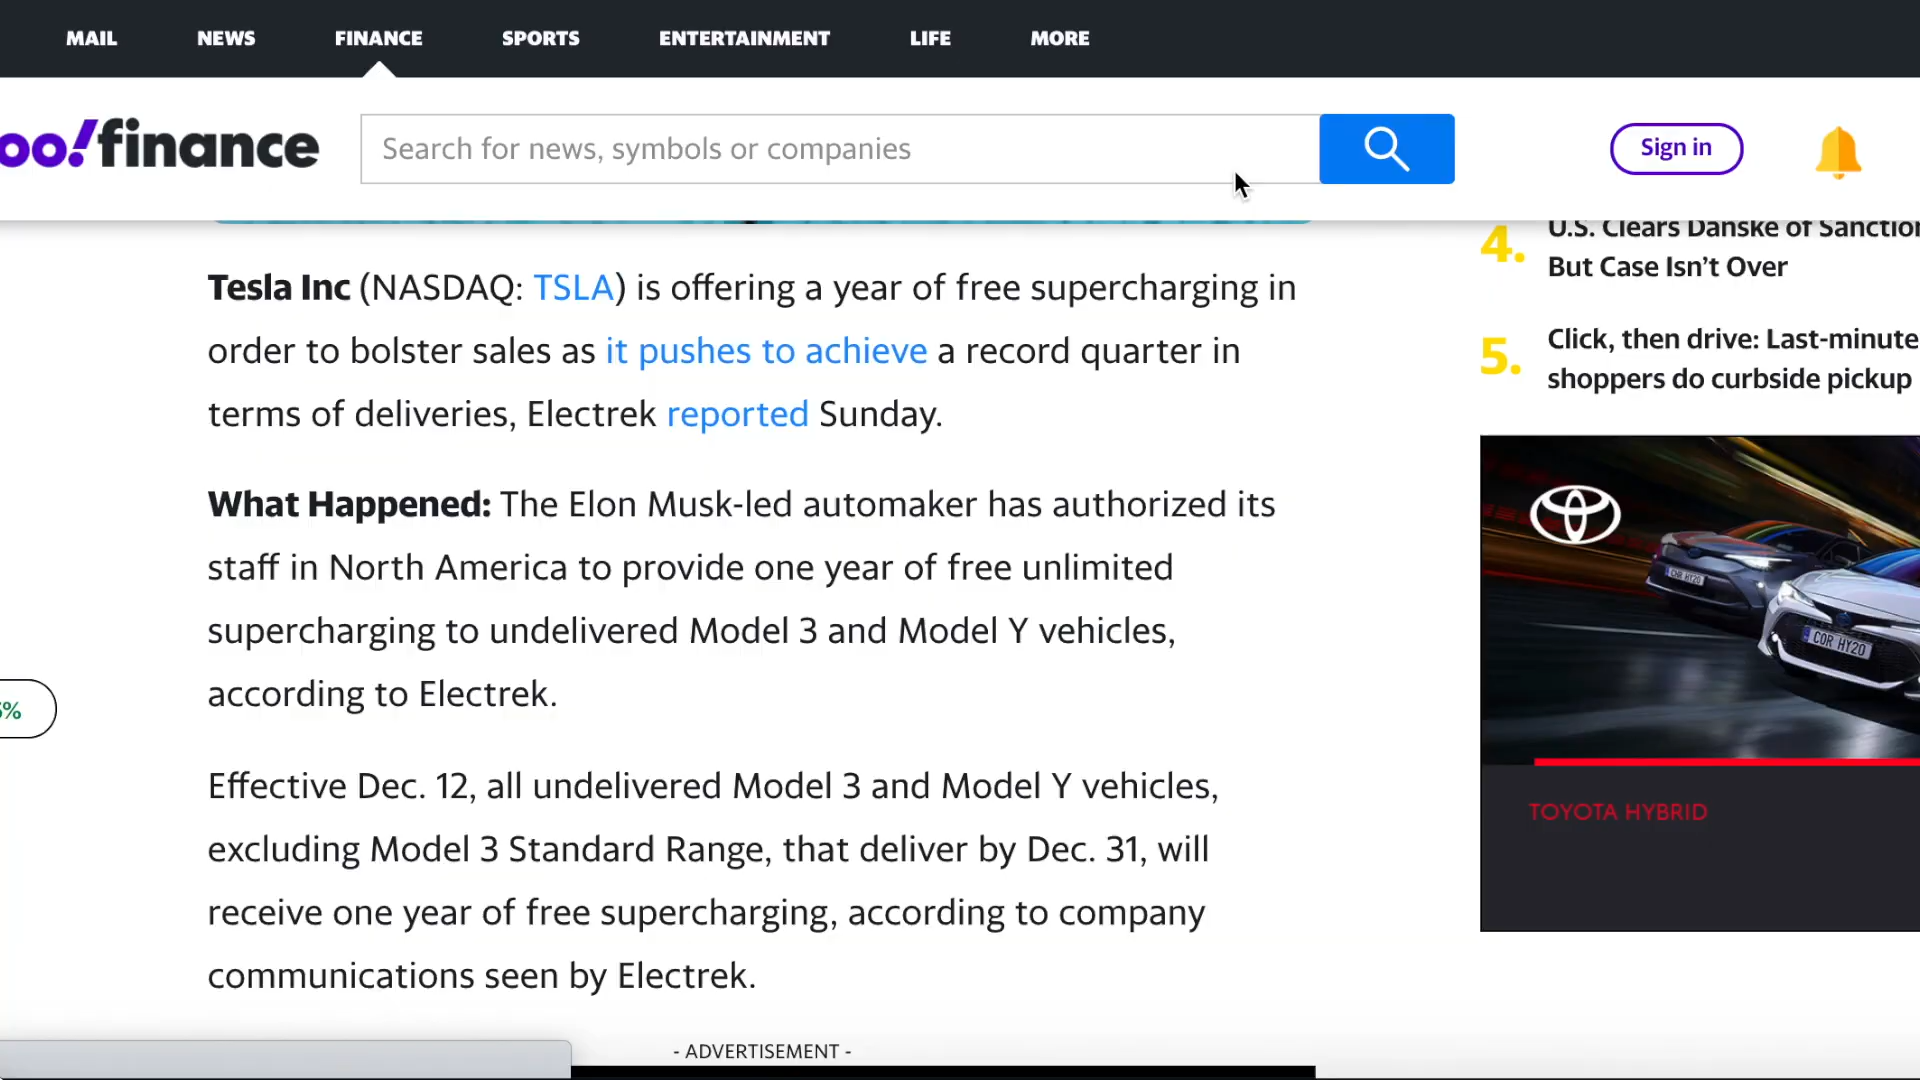 MAIL NEWS FINANCE SPORTS ENTERTAINMENT LIFE MORE
oo!finance
Search for news, symbols or companies
Sign in
Tesla Inc (NASDAQ: TSLA) is offering a year of free supercharging in
order to bolster sales as it pushes to achieve a record quarter in
terms of deliveries, Electrek reported Sunday.
What Happened: The Elon Musk-led automaker has authorized its
staff in North America to provide one year of free unlimited
supercharging to undelivered Model 3 and Model Y vehicles,
according to Electrek.
Effective Dec. 12, all undelivered Model 3 and Model Y vehicles,
excluding Model 3 Standard Range, that deliver by Dec. 31, will
receive one year of free supercharging, according to company
communications seen by Electrek.
- ADVERTISEMENT -
%
4. U.S. Clears Danske of Sanction
But Case Isn't Over
5. Click, then drive: Last-minute
shoppers do curbside pickup
CHR HY20
COR HY20
TOYOTA HYBRID